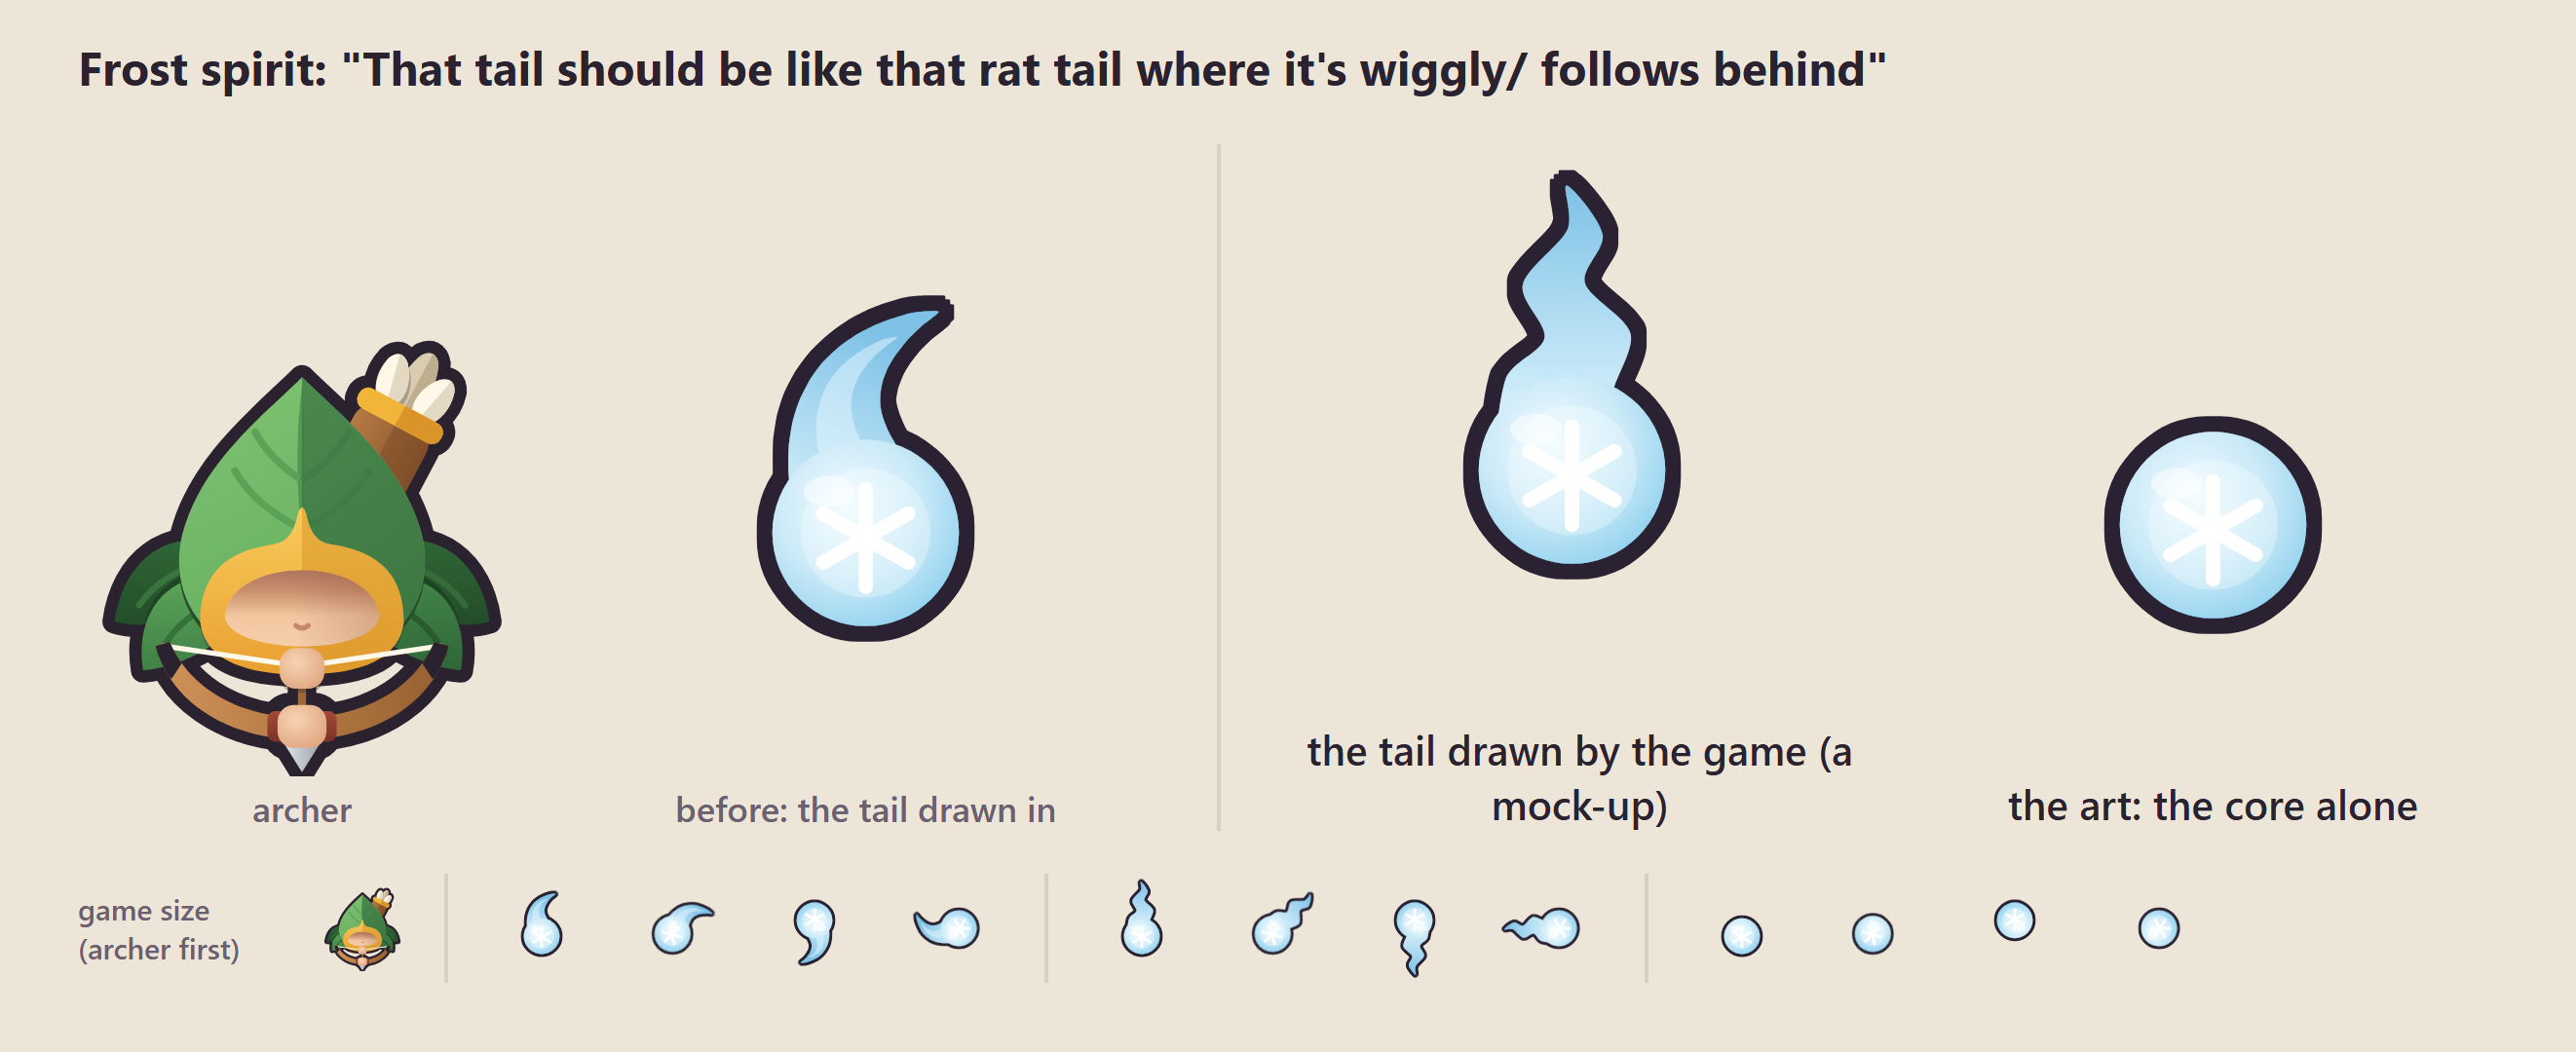 Frost spirit: "That tail should be like that rat tail where it's wiggly/ follows behind"
archer
before: the tail drawn in
the tail drawn by the game (a
mock-up)
the art: the core alone
game size
(archer first)